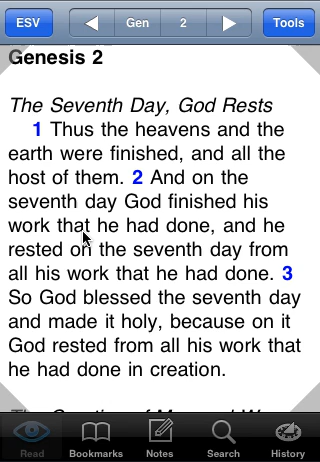 ESV Gen 2 Tools
Genesis 2
The Seventh Day, God Rests
1 Thus the heavens and the
earth were finished, and all the
host of them. 2 And on the
seventh day God finished his
work that he had done, and he
rested on the seventh day from
all his work that he had done. 3
So God blessed the seventh day
and made it holy, because on it
God rested from all his work that
he had done in creation.
Read Bookmarks Notes Search History